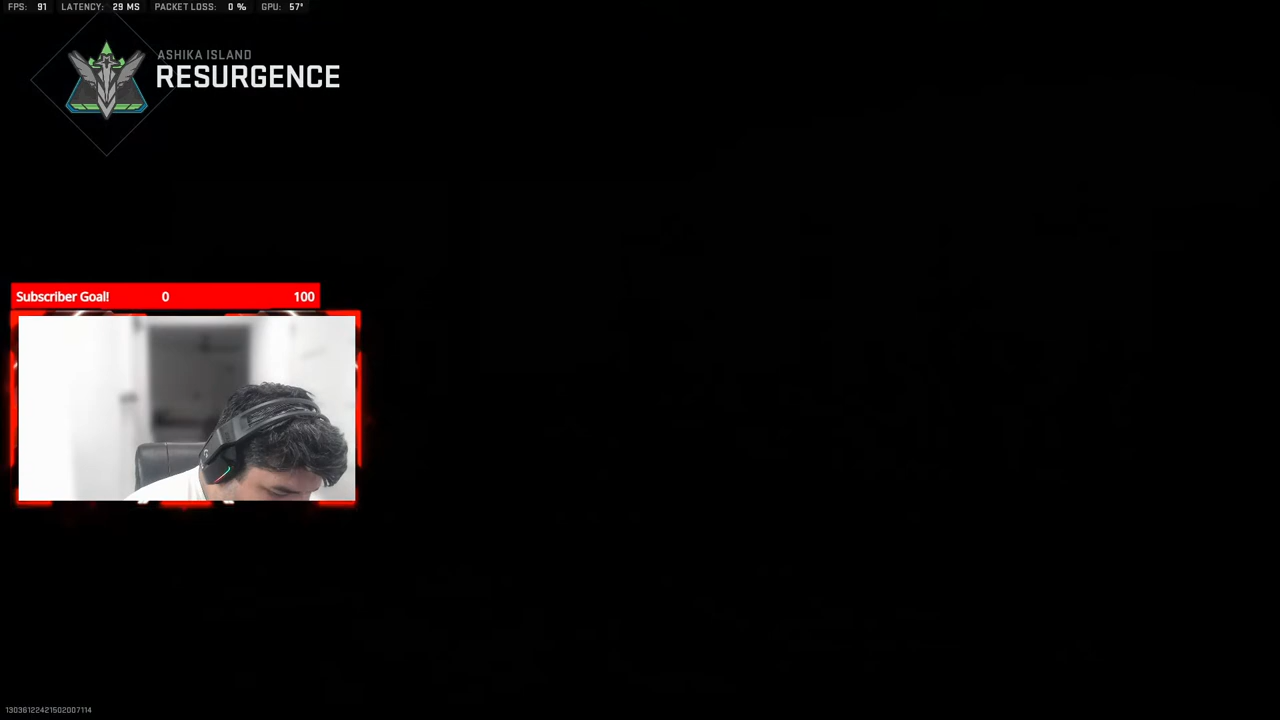 FPS: 91 LATENCY: 29 MS PACKET LOSS: 0 % GPU: 57°
ASHIKA ISLAND
RESURGENCE
Subscriber Goal! 0 100
13036122421502007114